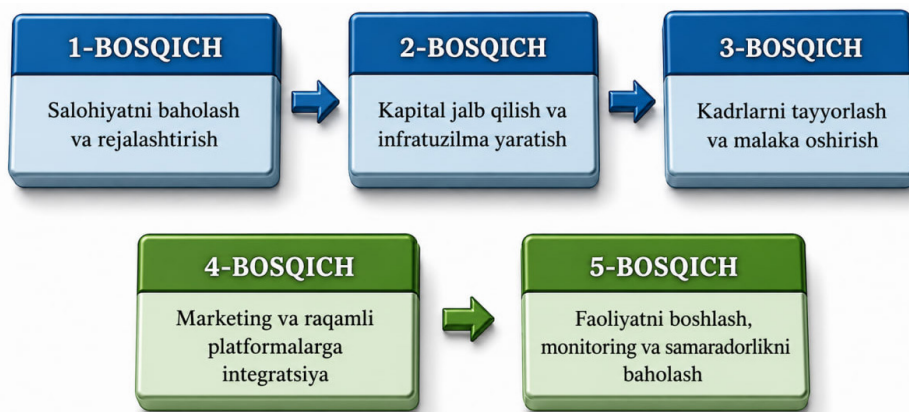 1-BOSQICH
Salohiyatni baholash
va rejalashtirish
2-BOSQICH
Kapital jalb qilish va
infratuzilma yaratish
3-BOSQICH
Kadrlarni tayyorlash
va malaka oshirish
4-BOSQICH
Marketing va raqamli
platformalarga
integratsiya
5-BOSQICH
Faoliyatni boshlash,
monitoring va samaradorlikni
baholash